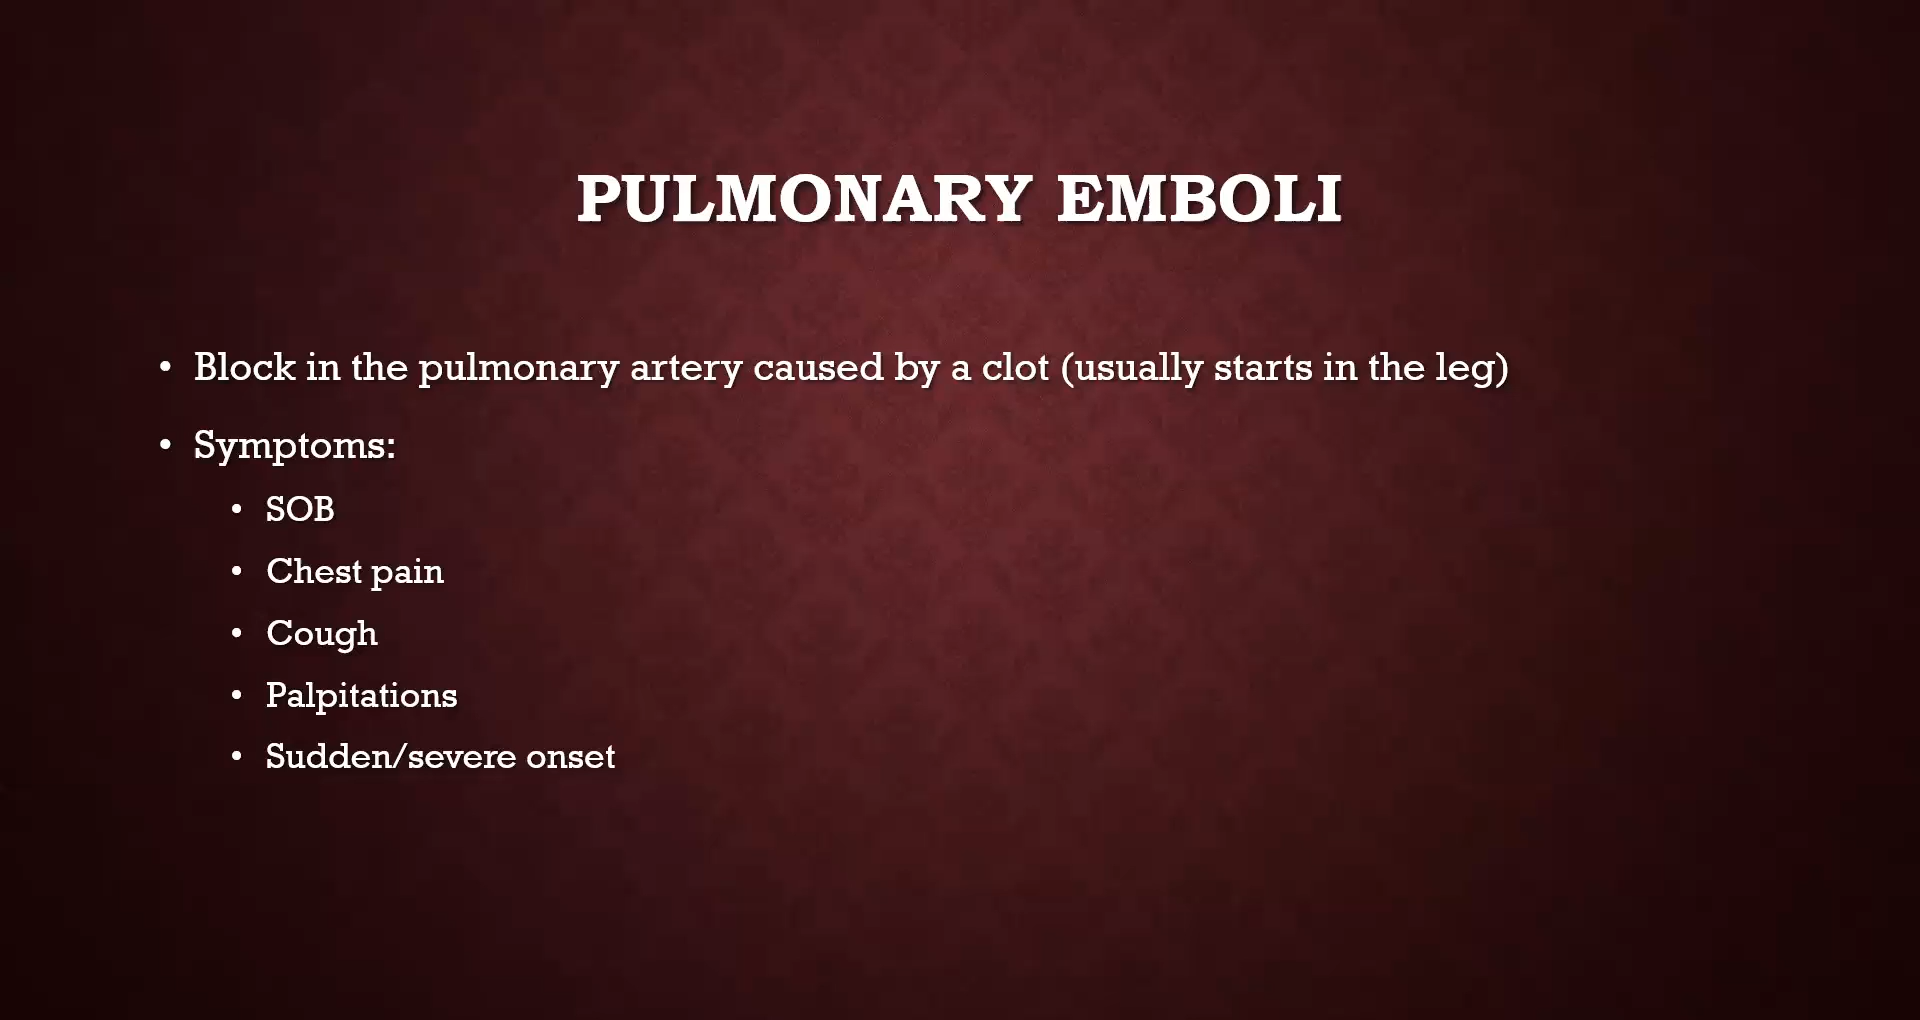 PULMONARY EMBOLI
• Block in the pulmonary artery caused by a clot (usually starts in the leg)
• Symptoms:
• SOB
• Chest pain
• Cough
• Palpitations
• Sudden/severe onset